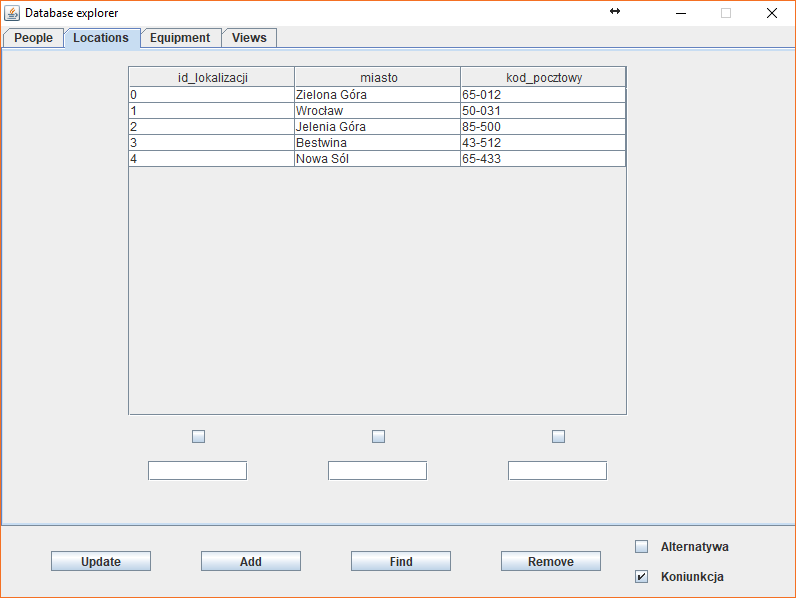 Database explorer
People Locations Equipment Views
id_lokalizacji miasto kod_pocztowy
0 Zielona Góra 65-012
1 Wrocław 50-031
2 Jelenia Góra 85-500
3 Bestwina 43-512
4 Nowa Sól 65-433
Alternatywa
Update Add Find Remove
Koniunkcja